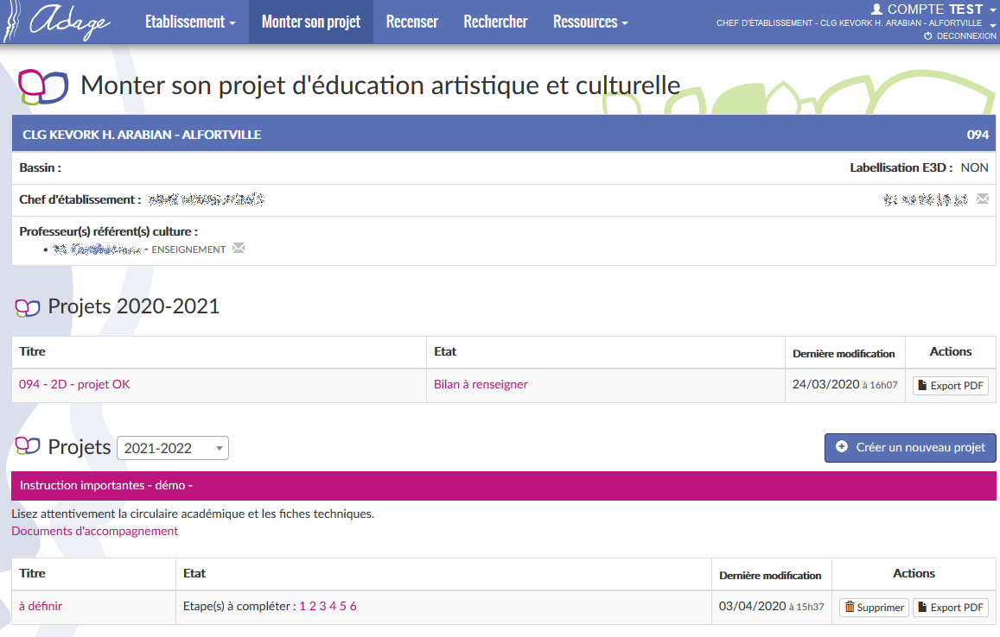 Adage
Etablissement
Monter son projet
Recenser
Rechercher
Ressources
COMPTE TEST
CHEF D'ÉTABLISSEMENT - CLG KEVORK H. ARABIAN - ALFORTVILLE
DECONNEXION
Monter son projet d'éducation artistique et culturelle
CLG KEVORK H. ARABIAN - ALFORTVILLE 094
Bassin : Labellisation E3D : NON
Chef d'établissement :
Professeur(s) référent(s) culture :
• - ENSEIGNEMENT
Projets 2020-2021
Titre Etat Dernière modification Actions
094 - 2D - projet OK Bilan à renseigner 24/03/2020 à 16h07 Export PDF
Projets 2021-2022 Créer un nouveau projet
Instruction importantes - démo -
Lisez attentivement la circulaire académique et les fiches techniques.
Documents d'accompagnement
Titre Etat Dernière modification Actions
à définir Etape(s) à compléter : 1 2 3 4 5 6 03/04/2020 à 15h37 Supprimer Export PDF